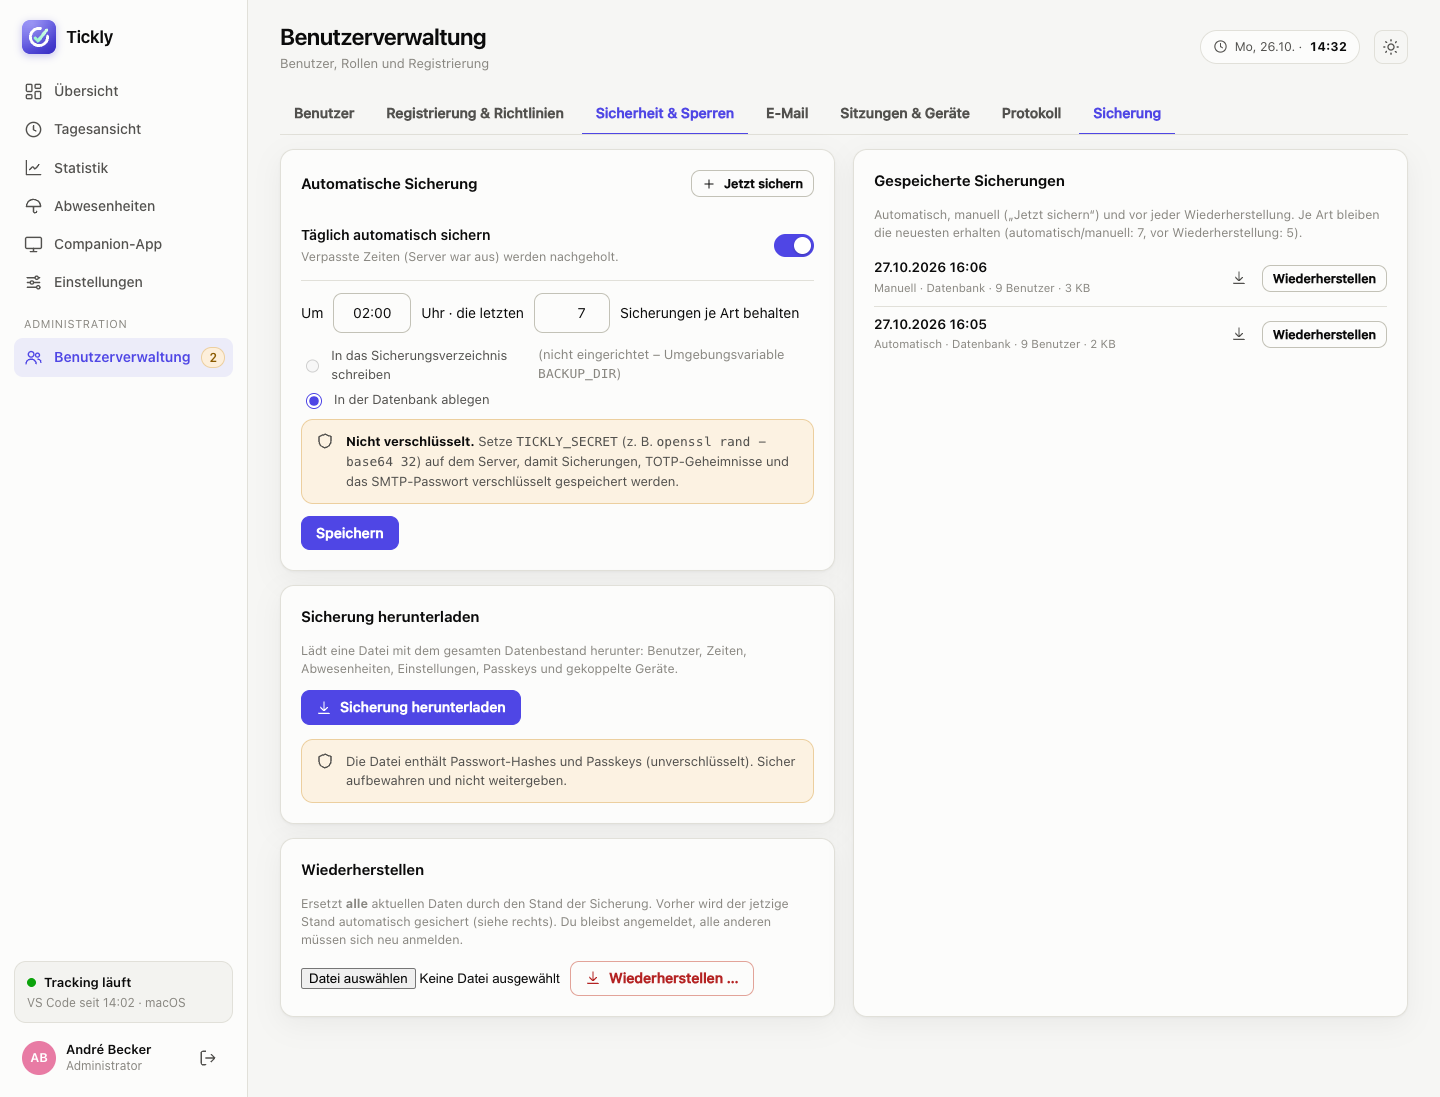 Tickly
Übersicht
Tagesansicht
Statistik
Abwesenheiten
Companion-App
Einstellungen
ADMINISTRATION
Benutzerverwaltung 2
Tracking läuft
VS Code seit 14:02 · macOS
AB
André Becker
Administrator
Benutzerverwaltung
Benutzer, Rollen und Registrierung
Mo, 26.10. · 14:32
Benutzer Registrierung & Richtlinien Sicherheit & Sperren E-Mail Sitzungen & Geräte Protokoll Sicherung
Automatische Sicherung
Jetzt sichern
Täglich automatisch sichern
Verpasste Zeiten (Server war aus) werden nachgeholt.
Um 02:00 Uhr · die letzten 7 Sicherungen je Art behalten
In das Sicherungsverzeichnis
schreiben
(nicht eingerichtet – Umgebungsvariable
BACKUP_DIR)
In der Datenbank ablegen
Nicht verschlüsselt. Setze TICKLY_SECRET (z. B. openssl rand –
base64 32) auf dem Server, damit Sicherungen, TOTP-Geheimnisse und
das SMTP-Passwort verschlüsselt gespeichert werden.
Speichern
Sicherung herunterladen
Lädt eine Datei mit dem gesamten Datenbestand herunter: Benutzer, Zeiten,
Abwesenheiten, Einstellungen, Passkeys und gekoppelte Geräte.
Sicherung herunterladen
Die Datei enthält Passwort-Hashes und Passkeys (unverschlüsselt). Sicher
aufbewahren und nicht weitergeben.
Wiederherstellen
Ersetzt alle aktuellen Daten durch den Stand der Sicherung. Vorher wird der jetzige
Stand automatisch gesichert (siehe rechts). Du bleibst angemeldet, alle anderen
müssen sich neu anmelden.
Datei auswählen Keine Datei ausgewählt
Wiederherstellen ...
Gespeicherte Sicherungen
Automatisch, manuell („Jetzt sichern“) und vor jeder Wiederherstellung. Je Art bleiben
die neuesten erhalten (automatisch/manuell: 7, vor Wiederherstellung: 5).
27.10.2026 16:06
Manuell · Datenbank · 9 Benutzer · 3 KB
Wiederherstellen
27.10.2026 16:05
Automatisch · Datenbank · 9 Benutzer · 2 KB
Wiederherstellen